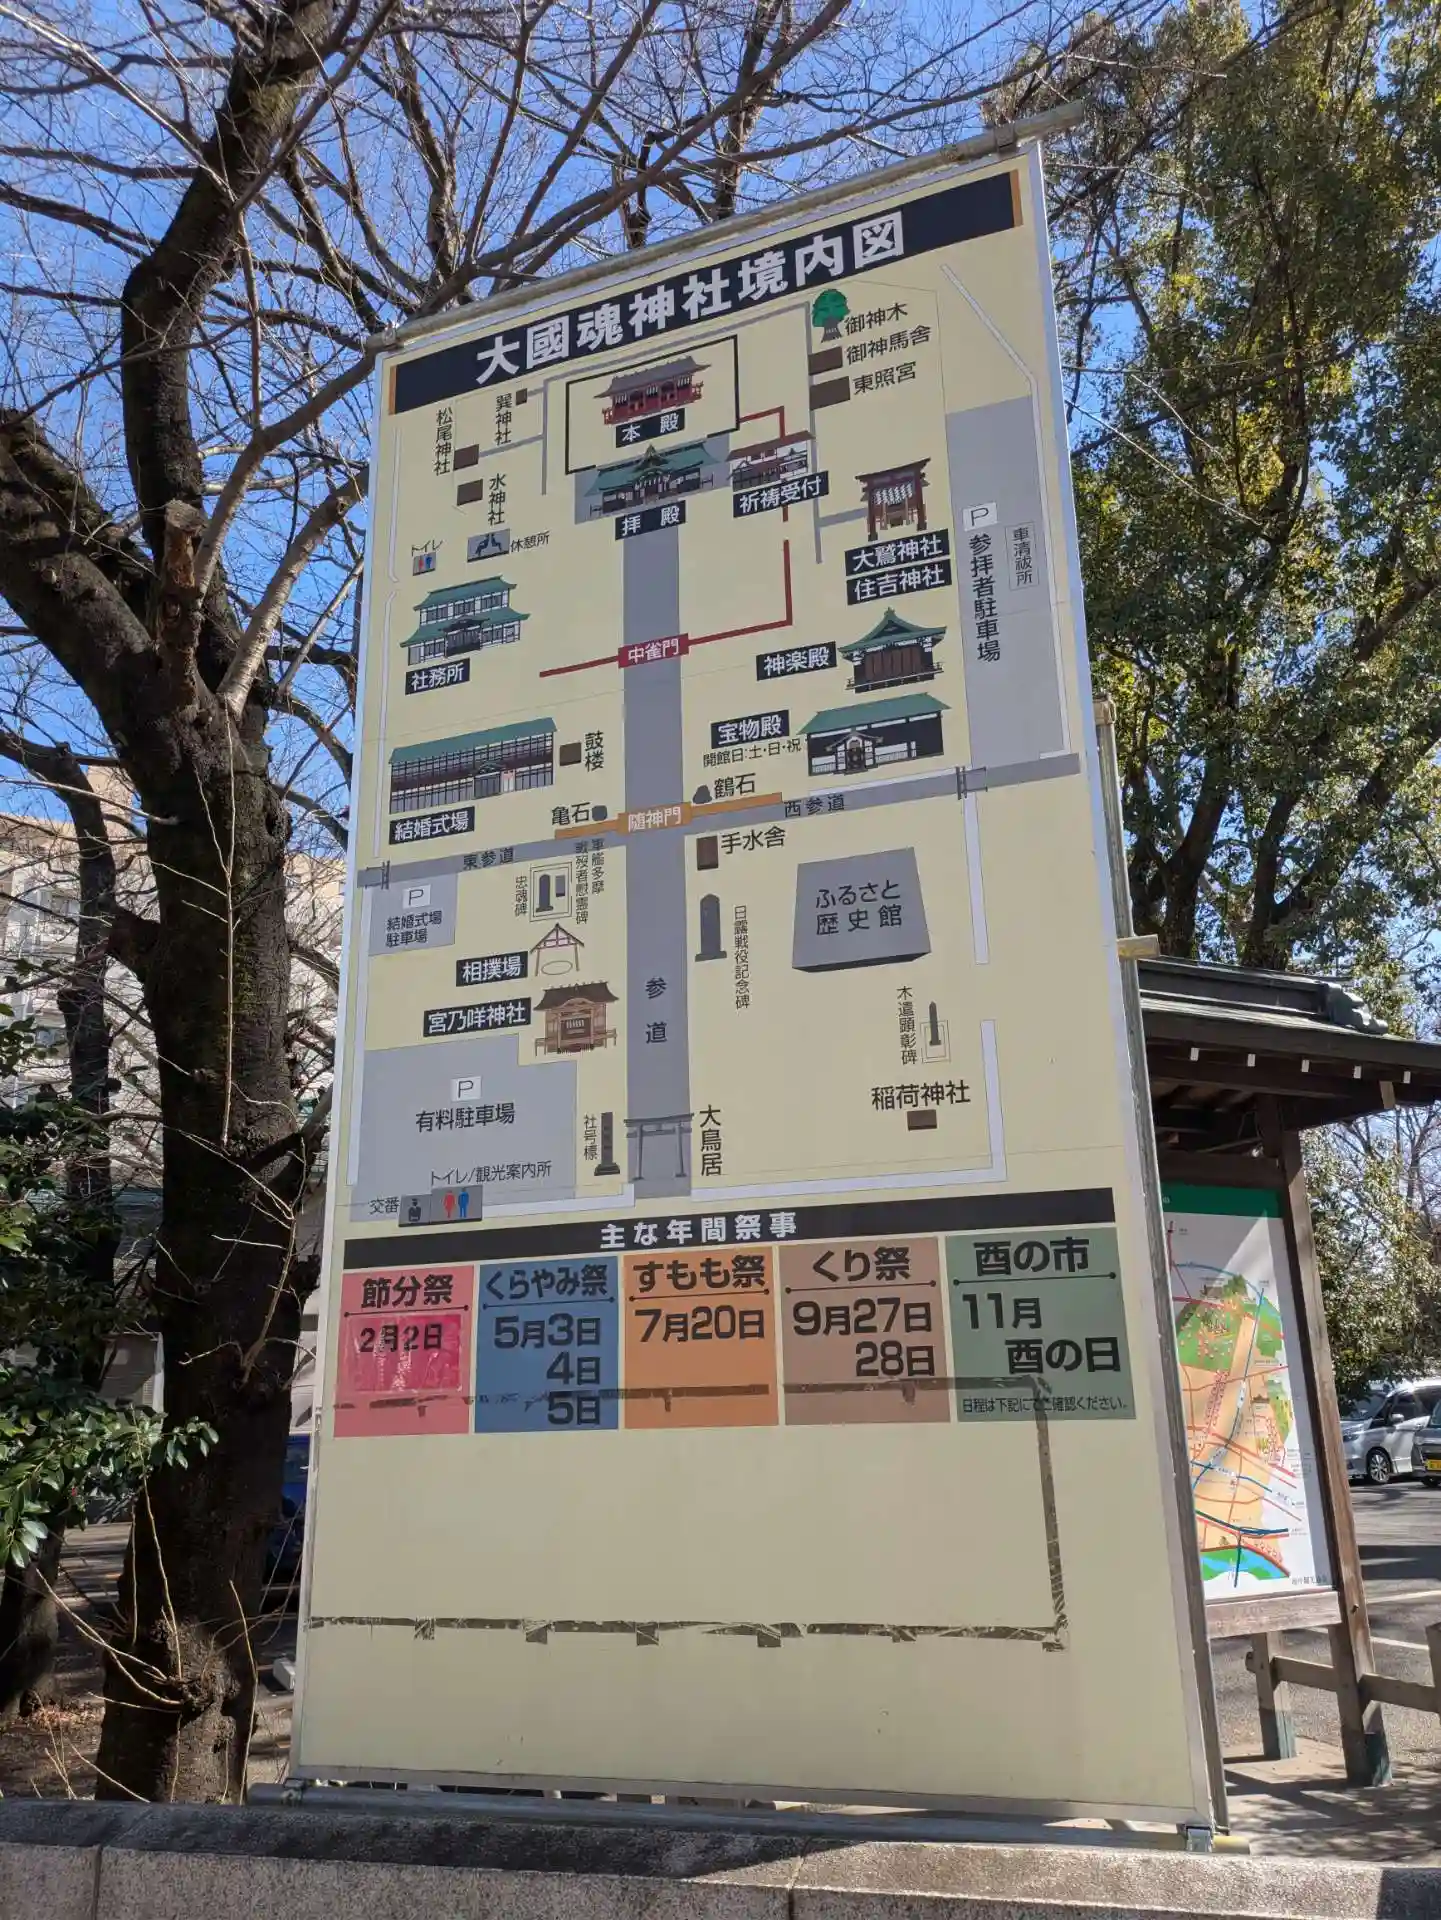 大國魂神社境内図
御神木
御神馬舎
東照宮
巽神社
松尾神社
水神社
本殿
拝殿
祈祷受付
大鷲神社
住吉神社
P
参拝者駐車場
車清祓所
トイレ
休憩所
社務所
中雀門
神楽殿
宝物殿
開館日:土・日・祝
鼓楼
結婚式場
亀石
鶴石
随神門
西参道
東参道
手水舎
P
結婚式場
駐車場
忠魂碑
軍艦多摩
戦歿者慰霊碑
日露戦役記念碑
ふるさと
歴史館
相撲場
宮乃咩神社
参道
木遣顕彰碑
稲荷神社
P
有料駐車場
社号標
大鳥居
トイレ/観光案内所
交番
主な年間祭事
節分祭
2月2日
くらやみ祭
5月3日
4日
5日
すもも祭
7月20日
くり祭
9月27日
28日
酉の市
11月
酉の日
日程は下記にてご確認ください。